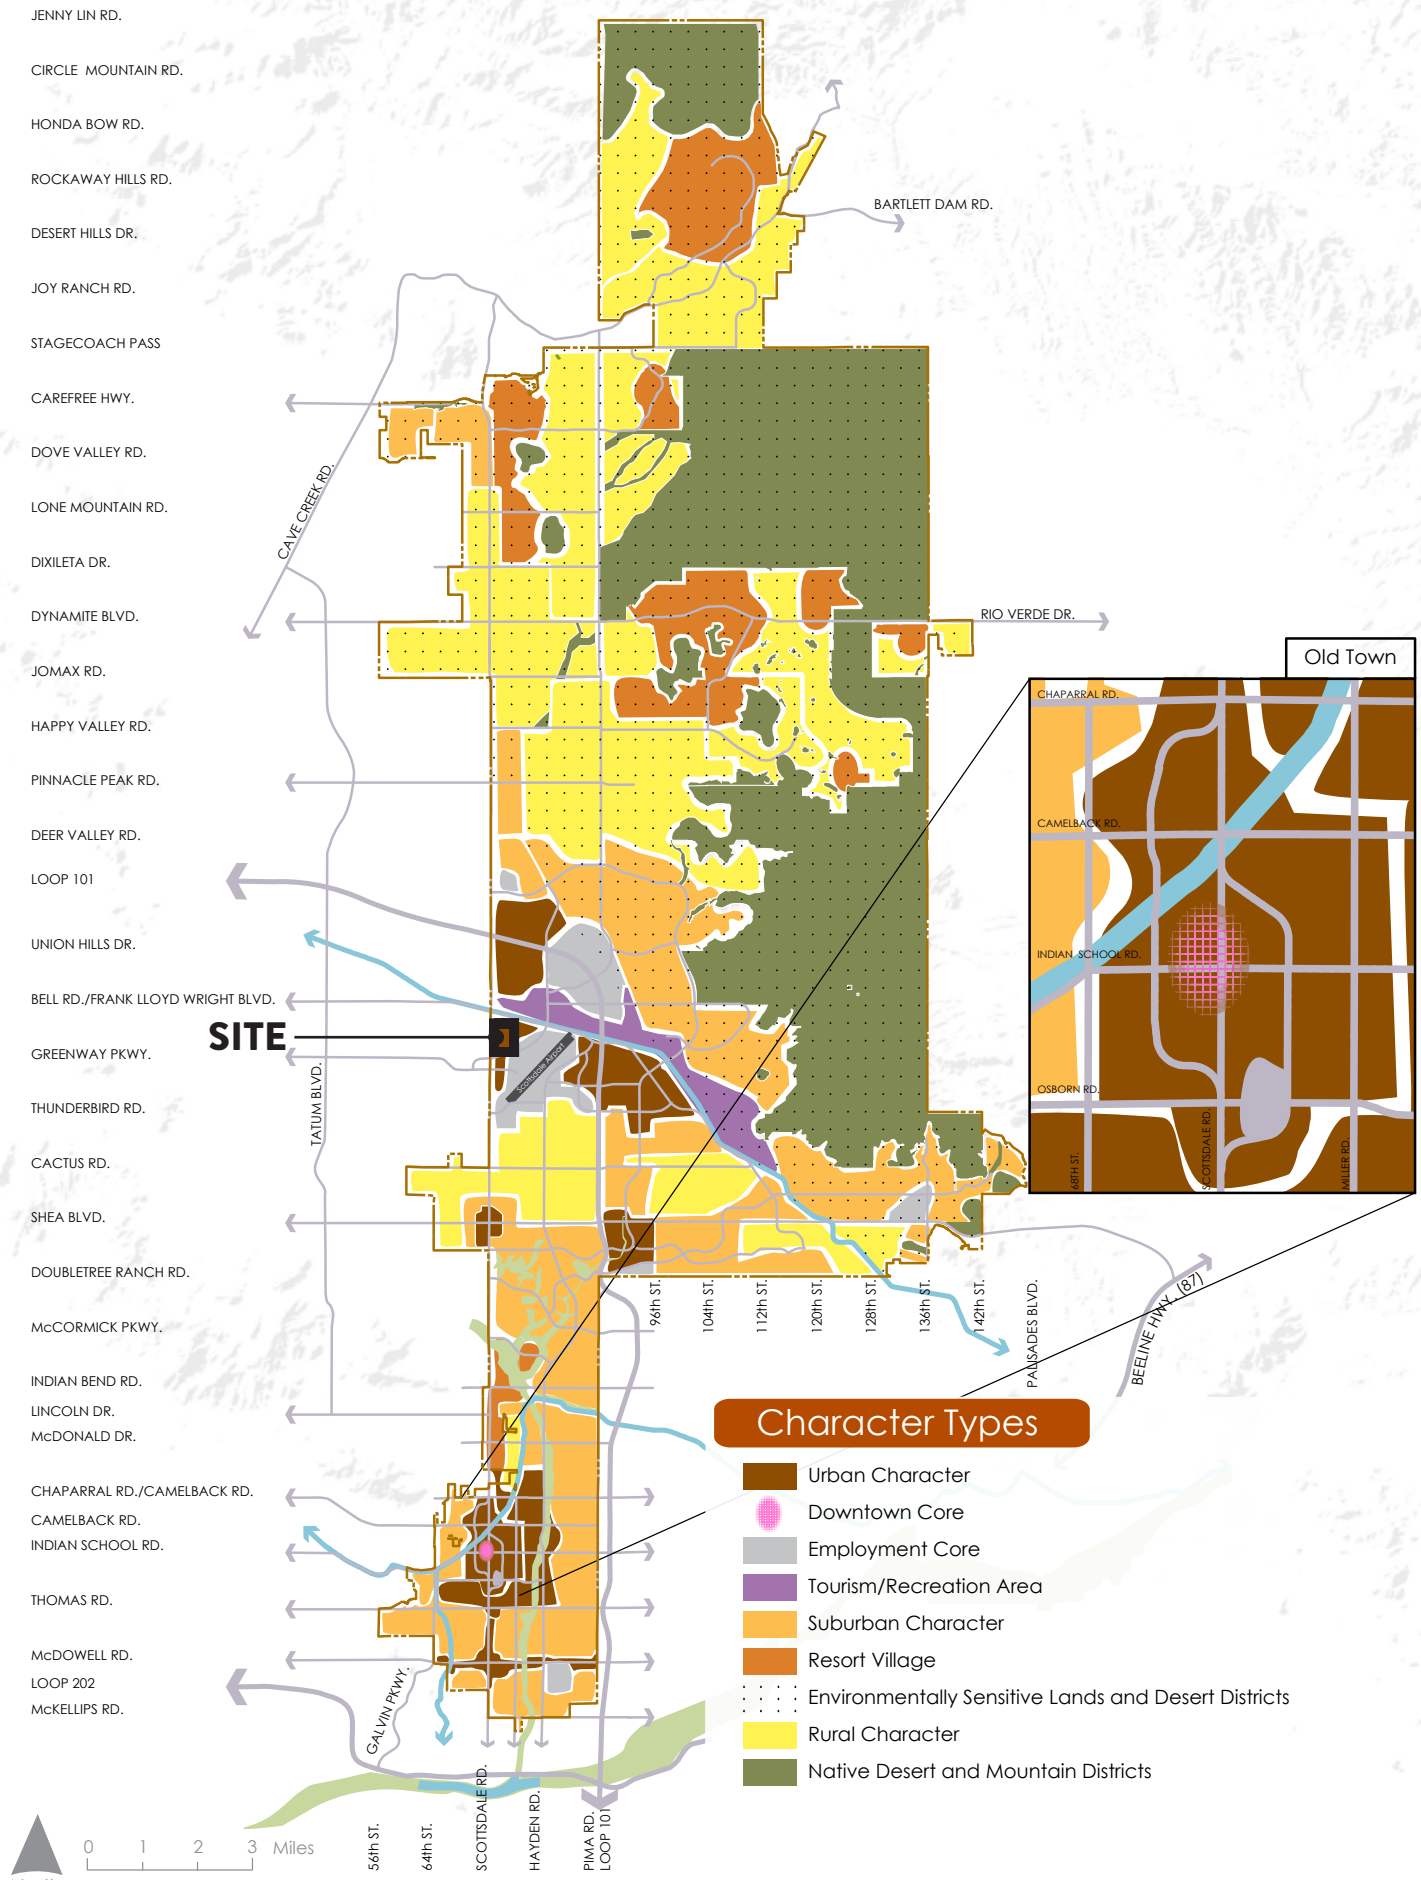 JENNY LIN RD.
CIRCLE MOUNTAIN RD.
HONDA BOW RD.
ROCKAWAY HILLS RD.
BARTLETT DAM RD.
DESERT HILLS DR.
JOY RANCH RD.
STAGECOACH PASS
CAREFREE HWY.
DOVE VALLEY RD.
CAVE CREEK RD.
LONE MOUNTAIN RD.
DIXILETA DR.
DYNAMITE BLVD.
RIO VERDE DR.
JOMAX RD.
HAPPY VALLEY RD.
PINNACLE PEAK RD.
DEER VALLEY RD.
LOOP 101
UNION HILLS DR.
BELL RD./FRANK LLOYD WRIGHT BLVD.
SITE
GREENWAY PKWY.
Scottsdale Airport
TATUM BLVD.
THUNDERBIRD RD.
CACTUS RD.
SHEA BLVD.
DOUBLETREE RANCH RD.
McCORMICK PKWY.
INDIAN BEND RD.
LINCOLN DR.
McDONALD DR.
CHAPARRAL RD./CAMELBACK RD.
CAMELBACK RD.
INDIAN SCHOOL RD.
THOMAS RD.
McDOWELL RD.
LOOP 202
McKELLIPS RD.
GALVIN PKWY.
Old Town
CHAPARRAL RD.
CAMELBACK RD.
INDIAN SCHOOL RD.
OSBORN RD.
68TH ST.
SCOTTSDALE RD.
MILLER RD.
96th ST.
104th ST.
112th ST.
120th ST.
128th ST.
136th ST.
142th ST.
PALISADES BLVD.
BEELINE HWY. (87)
Character Types
Urban Character
Downtown Core
Employment Core
Tourism/Recreation Area
Suburban Character
Resort Village
Environmentally Sensitive Lands and Desert Districts
Rural Character
Native Desert and Mountain Districts
56th ST.
64th ST.
SCOTTSDALE RD.
HAYDEN RD.
PIMA RD.
LOOP 101
0 1 2 3 Miles